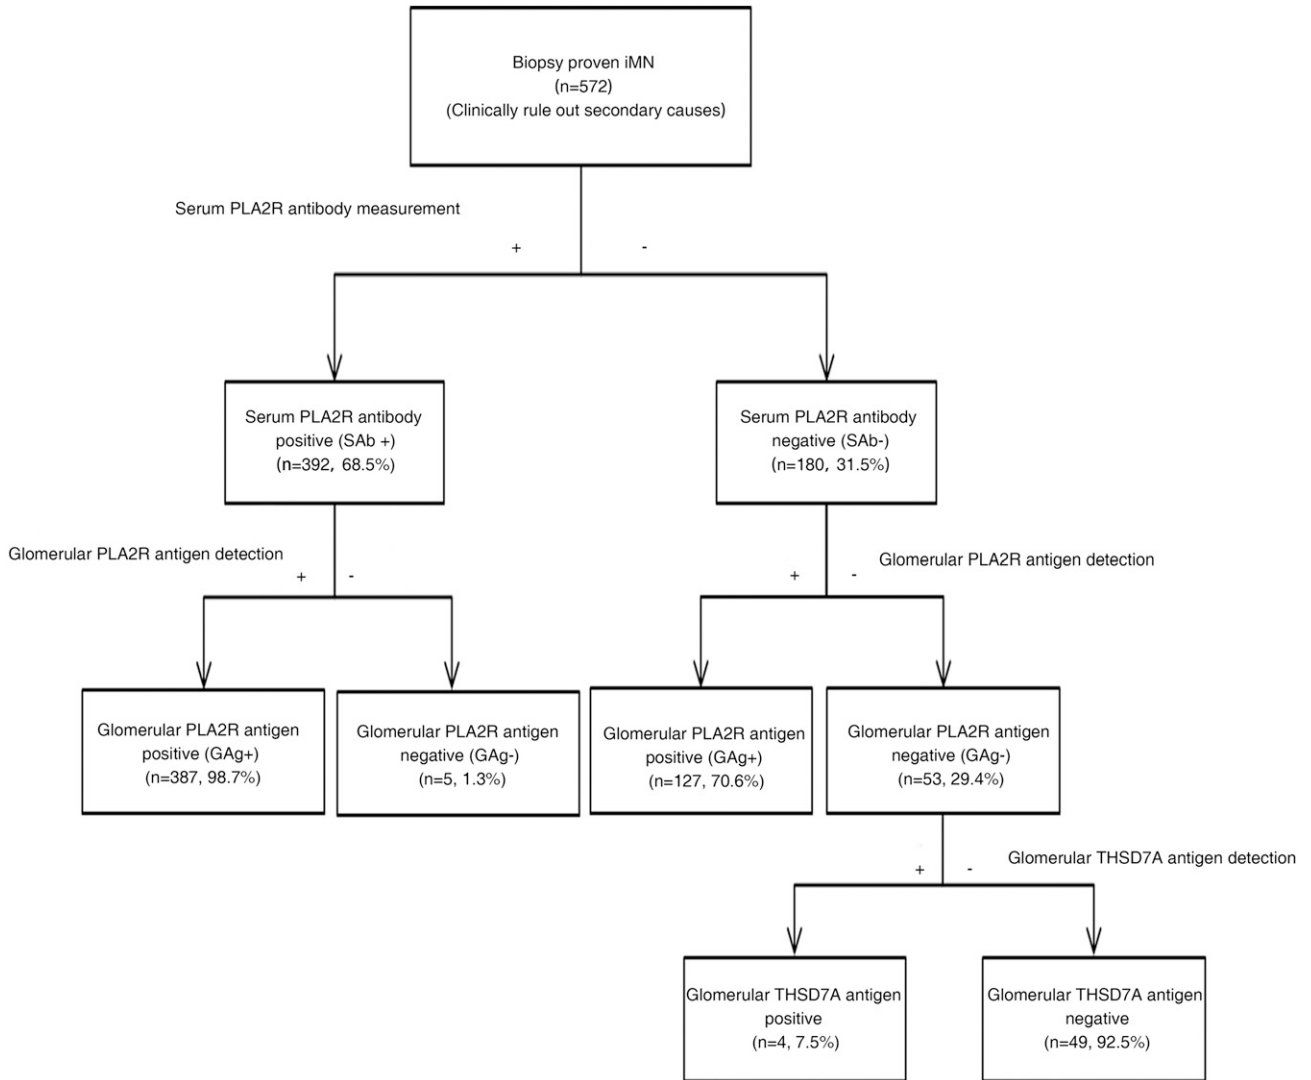 Biopsy proven iMN
(n=572)
(Clinically rule out secondary causes)
Serum PLA2R antibody measurement
+ -
Serum PLA2R antibody
positive (SAb +)
(n=392, 68.5%)
Serum PLA2R antibody
negative (SAb-)
(n=180, 31.5%)
Glomerular PLA2R antigen detection
+ -
Glomerular PLA2R antigen detection
+ -
Glomerular PLA2R antigen
positive (GAg+)
(n=387, 98.7%)
Glomerular PLA2R antigen
negative (GAg-)
(n=5, 1.3%)
Glomerular PLA2R antigen
positive (GAg+)
(n=127, 70.6%)
Glomerular PLA2R antigen
negative (GAg-)
(n=53, 29.4%)
Glomerular THSD7A antigen detection
+ -
Glomerular THSD7A antigen
positive
(n=4, 7.5%)
Glomerular THSD7A antigen
negative
(n=49, 92.5%)